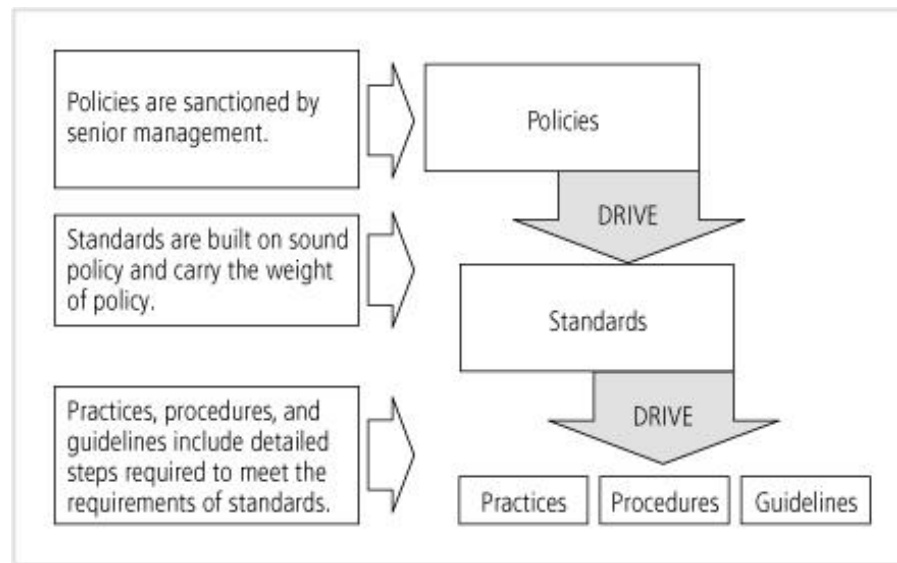 Policies are sanctioned by
senior management.
Policies
DRIVE
Standards are built on sound
policy and carry the weight
of policy.
Standards
DRIVE
Practices, procedures, and
guidelines include detailed
steps required to meet the
requirements of standards.
Practices
Procedures
Guidelines